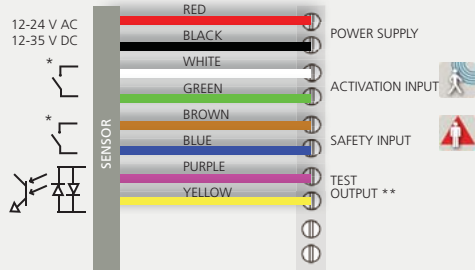 12-24 V AC
12-35 V DC
*
*
SENSOR
RED
BLACK
WHITE
GREEN
BROWN
BLUE
PURPLE
YELLOW
POWER SUPPLY
ACTIVATION INPUT
SAFETY INPUT
TEST
OUTPUT **